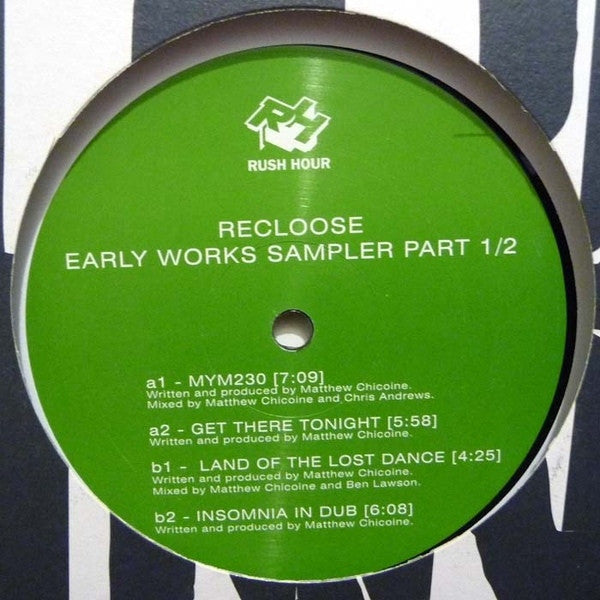 RH
RUSH HOUR
RECLOOSE
EARLY WORKS SAMPLER PART 1/2
a1 - MYM230 [7:09]
Written and produced by Matthew Chicoine.
Mixed by Matthew Chicoine and Chris Andrews.
a2 - GET THERE TONIGHT [5:58]
Written and produced by Matthew Chicoine.
b1 - LAND OF THE LOST DANCE [4:25]
Written and produced by Matthew Chicoine.
Mixed by Matthew Chicoine and Ben Lawson.
b2 - INSOMNIA IN DUB [6:08]
Written and produced by Matthew Chicoine.